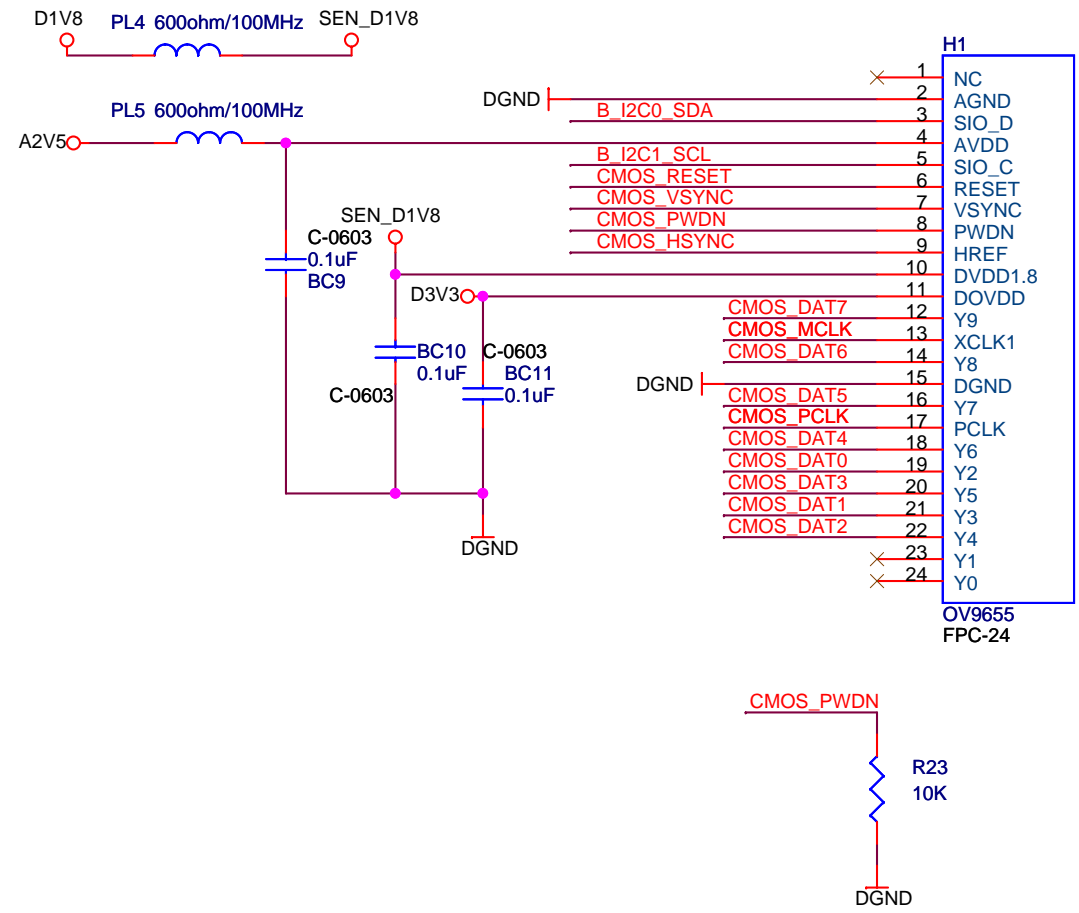 D1V8
PL4 600ohm/100MHz
SEN_D1V8
PL5 600ohm/100MHz
A2V5
SEN_D1V8
C-0603
0.1uF
BC9
D3V3
BC10
0.1uF
C-0603
C-0603
BC11
0.1uF
DGND
H1
1 NC
DGND
2 AGND
B_I2C0_SDA 3 SIO_D
4 AVDD
B_I2C1_SCL 5 SIO_C
CMOS_RESET 6 RESET
CMOS_VSYNC 7 VSYNC
CMOS_PWDN 8 PWDN
CMOS_HSYNC 9 HREF
10 DVDD1.8
11 DOVDD
CMOS_DAT7 12 Y9
CMOS_MCLK 13 XCLK1
CMOS_DAT6 14 Y8
DGND 15 DGND
CMOS_DAT5 16 Y7
CMOS_PCLK 17 PCLK
CMOS_DAT4 18 Y6
CMOS_DAT0 19 Y2
CMOS_DAT3 20 Y5
CMOS_DAT1 21 Y3
CMOS_DAT2 22 Y4
23 Y1
24 Y0
OV9655
FPC-24
CMOS_PWDN
R23
10K
DGND